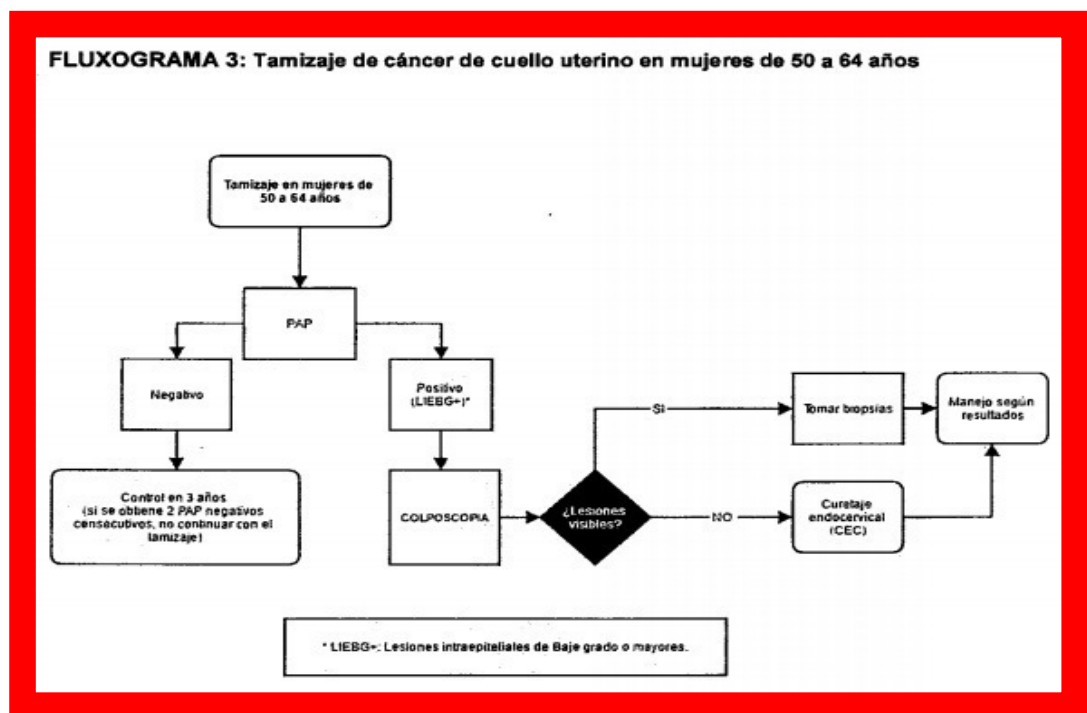 FLUXOGRAMA 3: Tamizaje de cáncer de cuello uterino en mujeres de 50 a 64 años
Tamizaje en mujeres de
50 a 64 años
PAP
Negativo
Positivo
(LIEBG+)*
Control en 3 años
(si se obtiene 2 PAP negativos
consecutivos, no continuar con el
tamizaje)
COLPOSCOPIA
¿Lesiones
visibles?
SI
Tomar biopsias
Manejo según
resultados
NO
Curetaje
endocervical
(CEC)
* LIEBG+: Lesiones intraepiteliales de Baje grado o mayores.